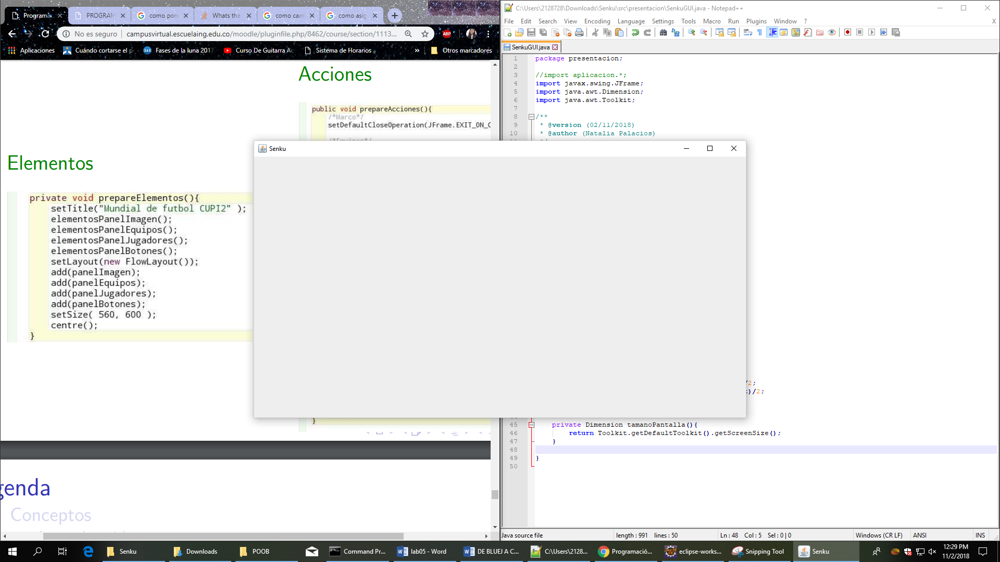 Programa
PROGRAM
como pon
Whats the
como cam
como asig
No es seguro
campusvirtual.escuelaing.edu.co/moodle/pluginfile.php/8462/course/section/1113...
ABP
Aplicaciones
Cuándo cortarse el p
365
Fases de la luna 2017
Curso De Guitarra Ac
Sistema de Horarios
»
Otros marcadores
Acciones
public void prepareAcciones(){
/*Marco*/
setDefaultCloseOperation(JFrame.EXIT_ON_C
Elementos
private void prepareElementos(){
setTitle("Mundial de futbol CUPI2" );
elementosPanelImagen();
elementosPanelEquipos();
elementosPanelJugadores();
elementosPanelBotones();
setLayout(new FlowLayout());
add(panelImagen);
add(panelEquipos);
add(panelJugadores);
add(panelBotones);
setSize( 560, 600 );
centre();
}
}
genda
Conceptos
Senku
C:\Users\2128728\Downloads\Senku\src\presentacion\SenkuGUI.java - Notepad++
File Edit Search View Encoding Language Settings Tools Macro Run Plugins Window ?
X
SenkuGUI.java
1 package presentacion;
2
3 //import aplicacion.*;
4 import javax.swing.JFrame;
5 import java.awt.Dimension;
6 import java.awt.Toolkit;
7
8 /**
9 * @version (02/11/2018)
10 * @author (Natalia Palacios)
/2;
)/2;
45 private Dimension tamanoPantalla(){
46 return Toolkit.getDefaultToolkit().getScreenSize();
47 }
48
49 }
50
Java source file
length : 991 lines : 50
Ln : 48 Col : 5 Sel : 0 | 0
Windows (CR LF)
ANSI
INS
Senku
Downloads
POOB
Command Pr...
lab05 - Word
DE BLUEJ A C...
C:\Users\2128...
Programació...
eclipse-works...
Snipping Tool
Senku
12:29 PM
11/2/2018